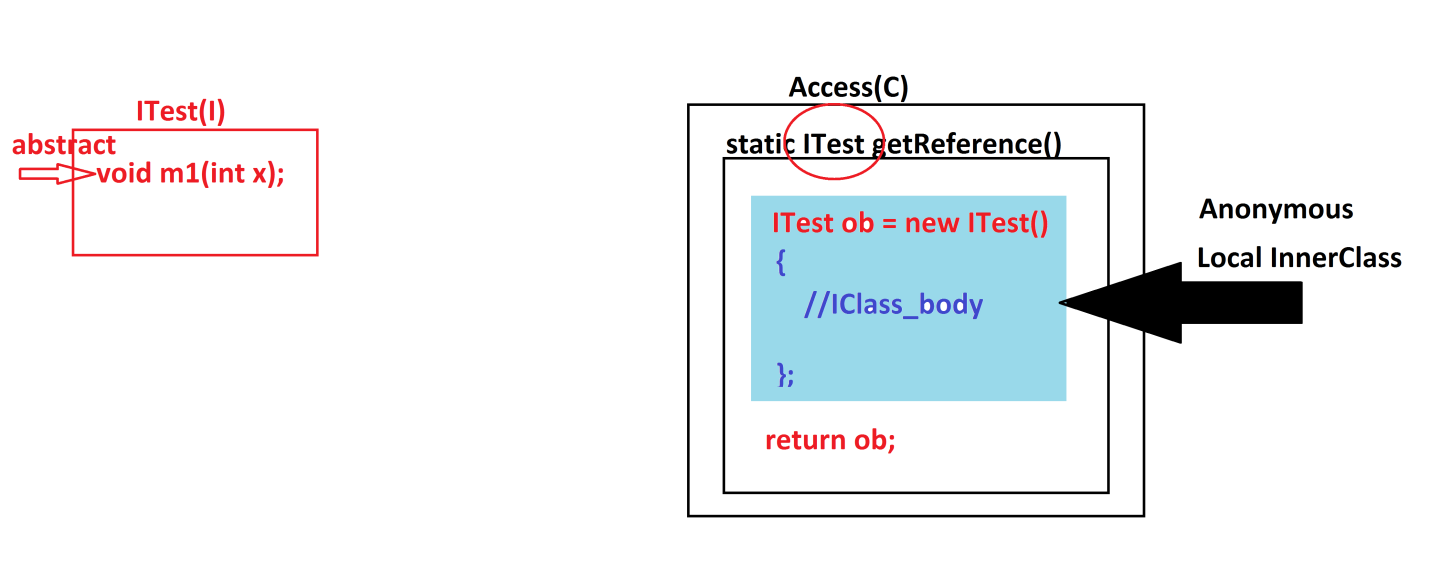 ITest(I)
abstract
void m1(int x);
Access(C)
static ITest getReference()
ITest ob = new ITest()
{
//IClass_body
};
return ob;
Anonymous
Local InnerClass